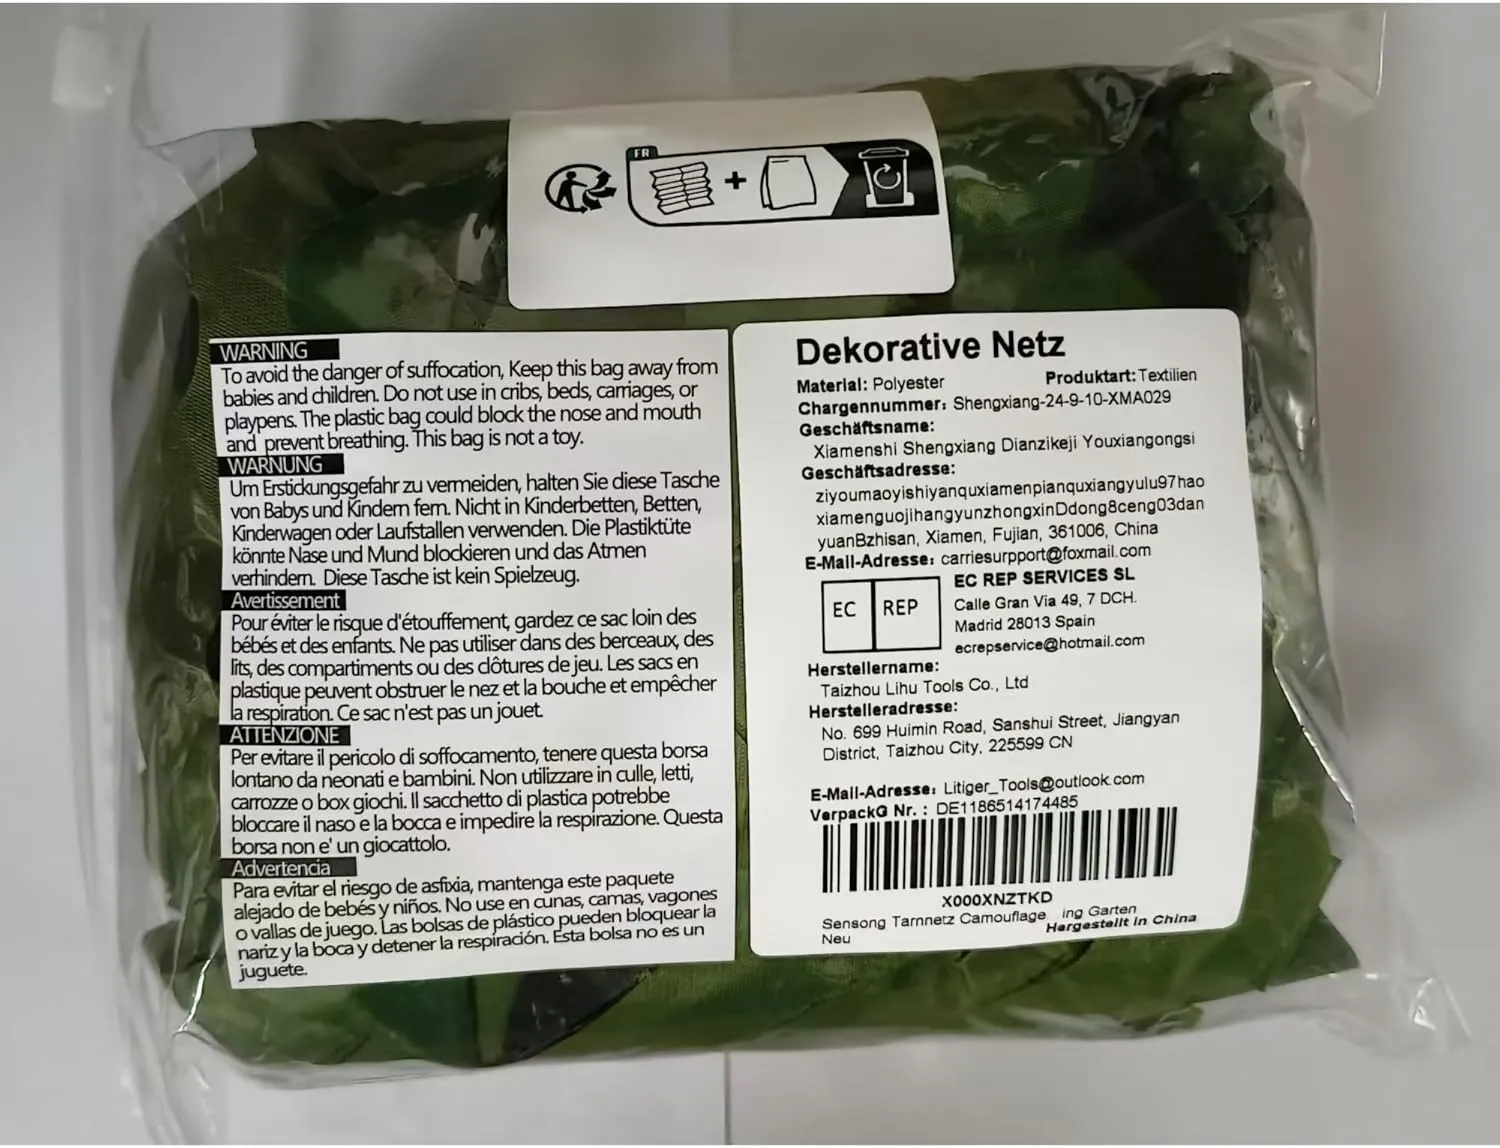 FR
+
WARNING
To avoid the danger of suffocation, Keep this bag away from
babies and children. Do not use in cribs, beds, carriages, or
playpens. The plastic bag could block the nose and mouth
and prevent breathing. This bag is not a toy.
WARNUNG
Um Erstickungsgefahr zu vermeiden, halten Sie diese Tasche
von Babys und Kindern fern. Nicht in Kinderbetten, Betten,
Kinderwagen oder Laufstallen verwenden. Die Plastiktüte
könnte Nase und Mund blockieren und das Atmen
verhindern. Diese Tasche ist kein Spielzeug.
Avertissement
Pour éviter le risque d'étouffement, gardez ce sac loin des
bébés et des enfants. Ne pas utiliser dans des berceaux, des
lits, des compartiments ou des clôtures de jeu. Les sacs en
plastique peuvent obstruer le nez et la bouche et empêcher
la respiration. Ce sac n'est pas un jouet.
ATTENZIONE
Per evitare il pericolo di soffocamento, tenere questa borsa
lontano da neonati e bambini. Non utilizzare in culle, letti,
carrozze o box giochi. Il sacchetto di plastica potrebbe
bloccare il naso e la bocca e impedire la respirazione. Questa
borsa non e' un giocattolo.
Advertencia
Para evitar el riesgo de asfixia, mantenga este paquete
alejado de bebés y niños. No use en cunas, camas, vagones
o vallas de juego. Las bolsas de plástico pueden bloquear la
nariz y la boca y detener la respiración. Esta bolsa no es un
juguete.
Dekorative Netz
Material: Polyester Produktart: Textilien
Chargennummer: Shengxiang-24-9-10-XMA029
Geschäftsname:
Xiamenshi Shengxiang Dianzikeji Youxiangongsi
Geschäftsadresse:
ziyoumaoyishiyanquxiamenpianquxiangyulu97hao
xiamenguojihangyunzhongxinDdong8ceng03dan
yuanBzhisan, Xiamen, Fujian, 361006, China
E-Mail-Adresse: carriesurpport@foxmail.com
EC REP
EC REP SERVICES SL
Calle Gran Via 49, 7 DCH.
Madrid 28013 Spain
ecrepservice@hotmail.com
Herstellername:
Taizhou Lihu Tools Co., Ltd
Herstelleradresse:
No. 699 Huimin Road, Sanshui Street, Jiangyan
District, Taizhou City, 225599 CN
E-Mail-Adresse: Litiger_Tools@outlook.com
VerpackG Nr. : DE1186514174485
X000XNZTKD
Sensong Tarnnetz Camouflage ing Garten
Neu
Hergestellt in China